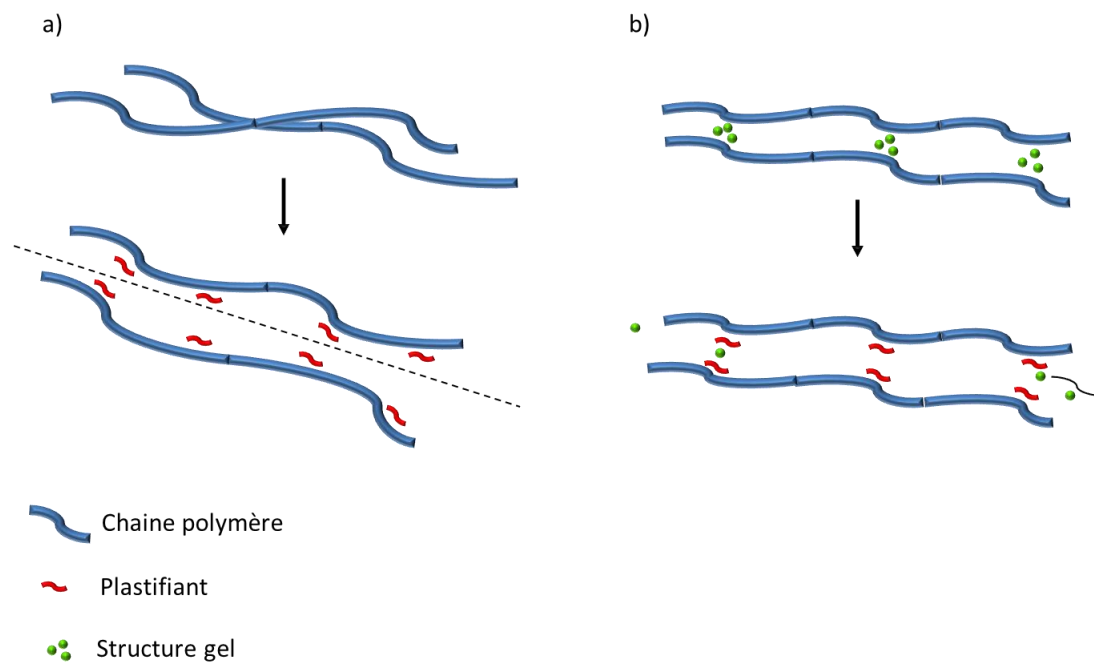 a)
b)
Chaine polymère
Plastifiant
Structure gel